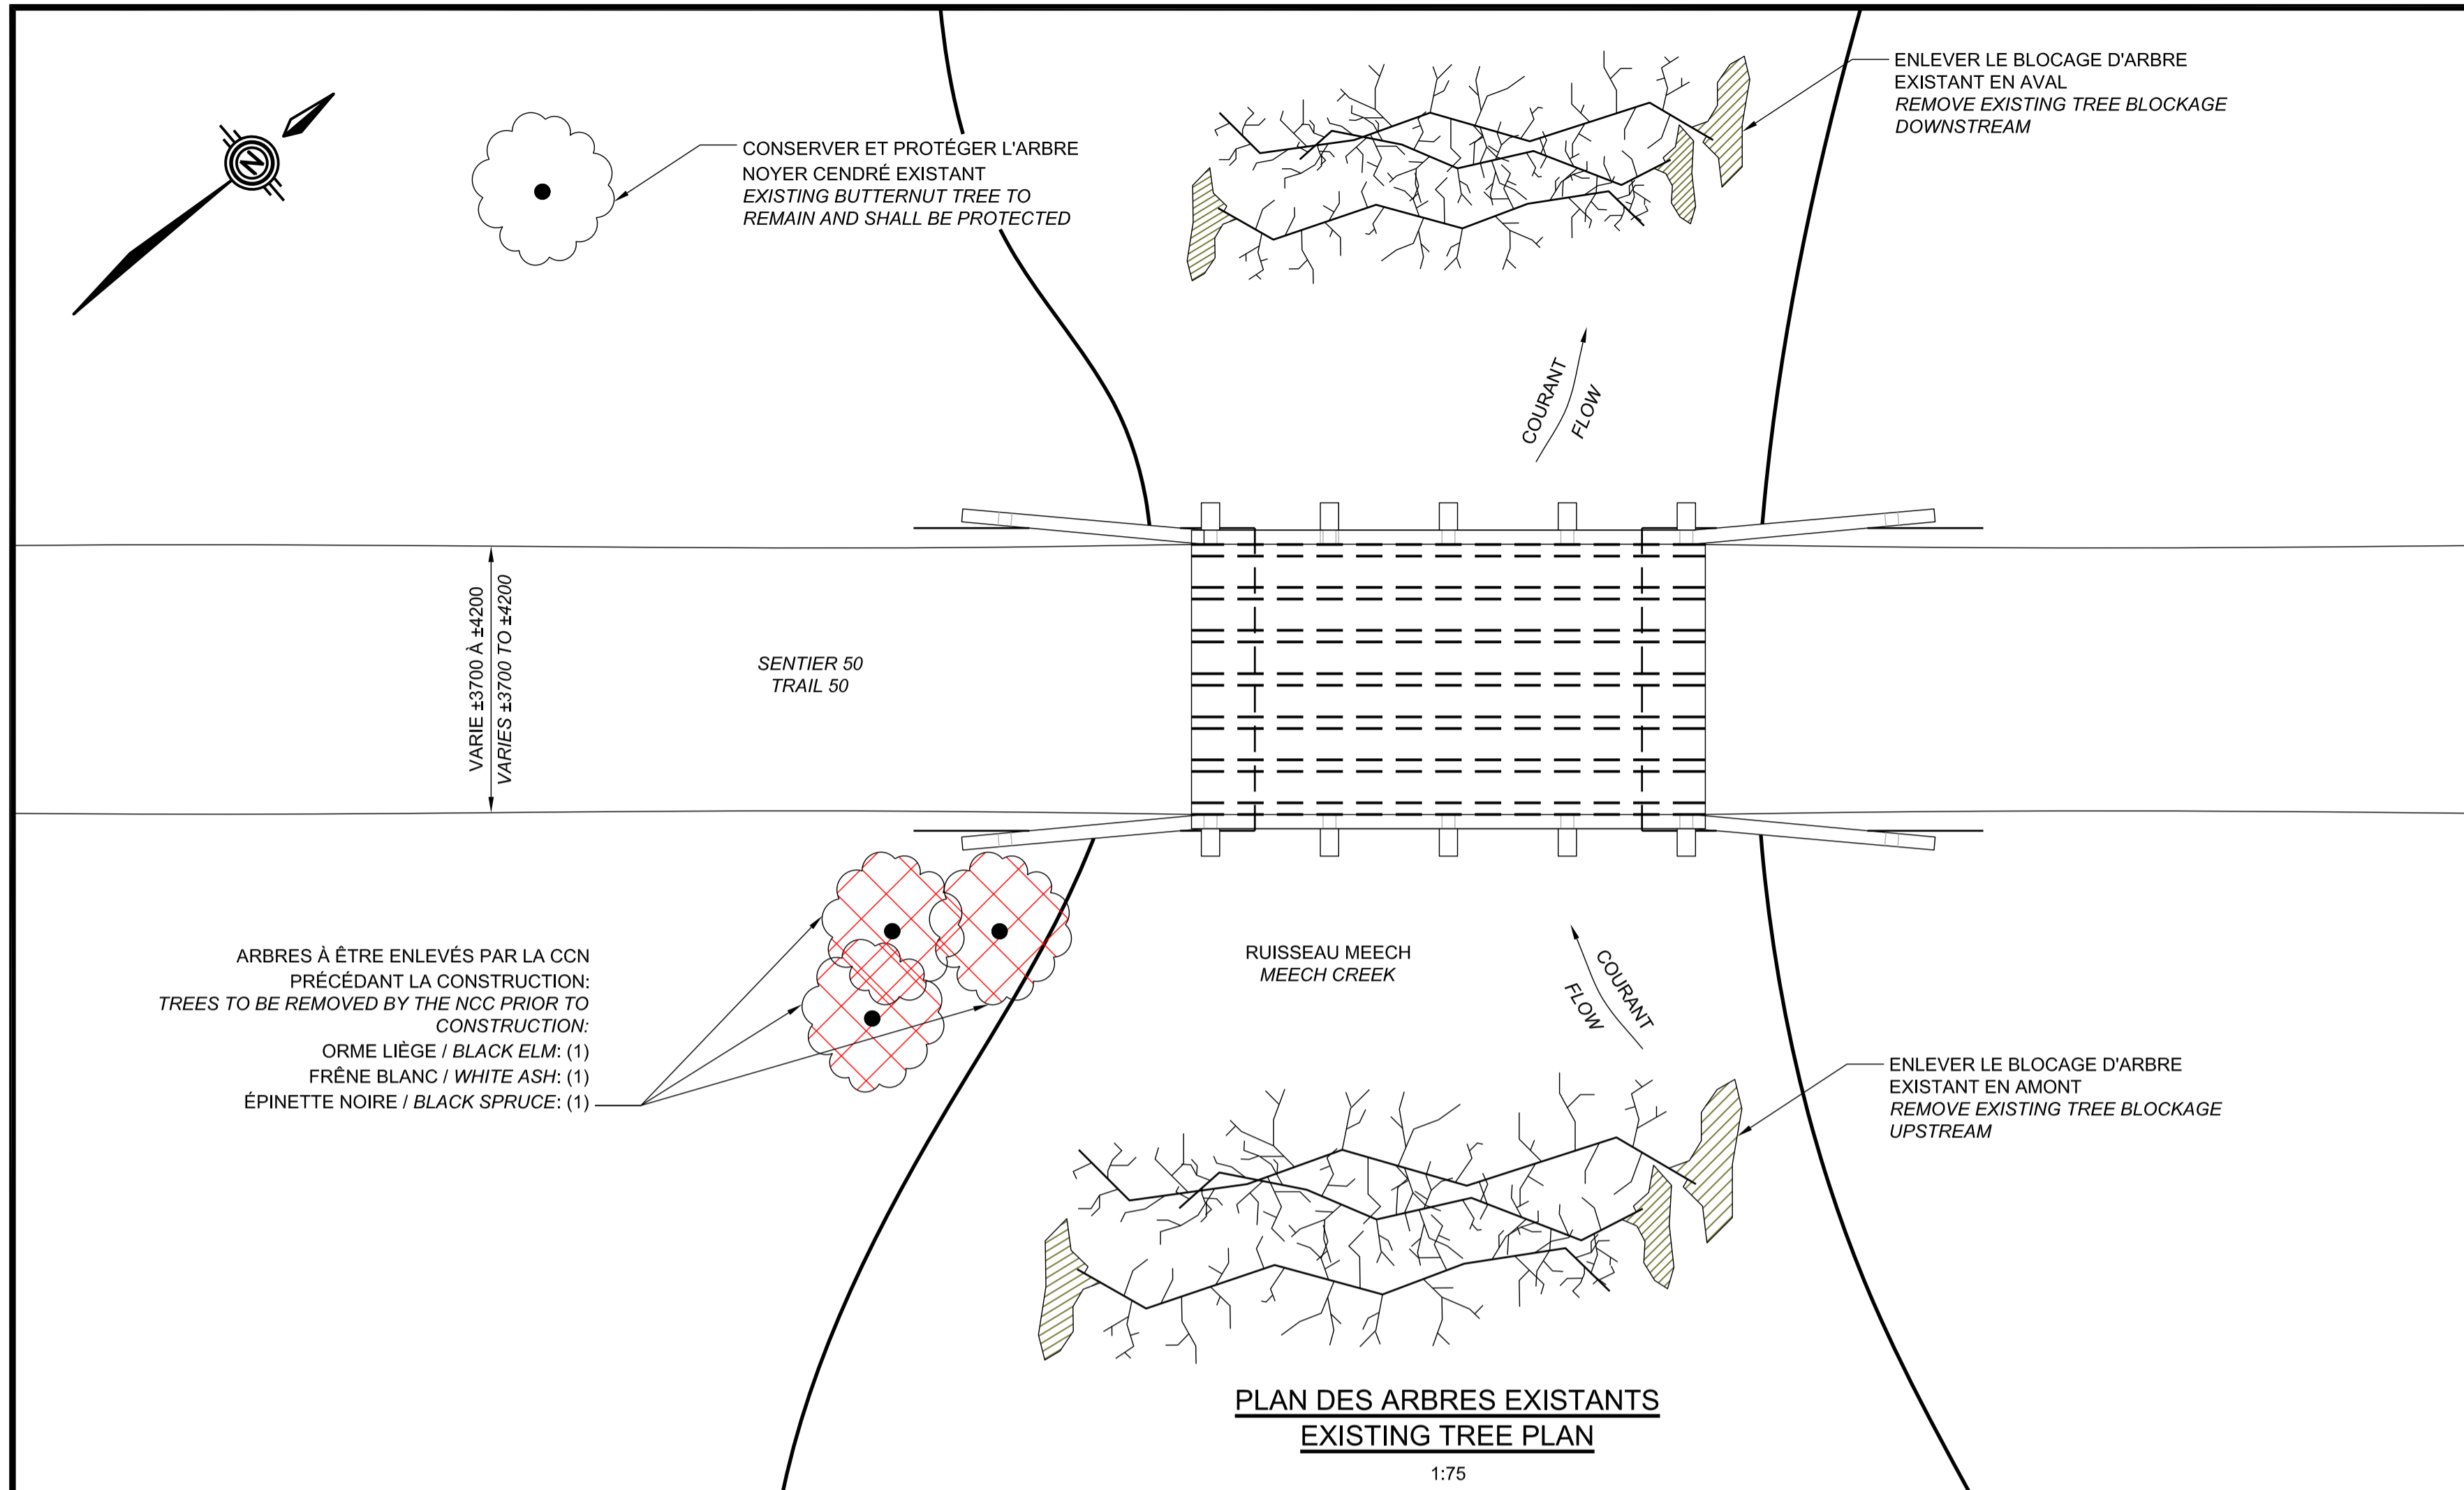 ENLEVER LE BLOCAGE D'ARBRE
EXISTANT EN AVAL
REMOVE EXISTING TREE BLOCKAGE
DOWNSTREAM
N
CONSERVER ET PROTÉGER L'ARBRE
NOYER CENDRÉ EXISTANT
EXISTING BUTTERNUT TREE TO
REMAIN AND SHALL BE PROTECTED
COURANT
FLOW
VARIE ±3700 À ±4200
VARIES ±3700 TO ±4200
SENTIER 50
TRAIL 50
ARBRES À ÊTRE ENLEVÉS PAR LA CCN
PRÉCÉDANT LA CONSTRUCTION:
TREES TO BE REMOVED BY THE NCC PRIOR TO
CONSTRUCTION:
ORME LIÈGE / BLACK ELM: (1)
FRÊNE BLANC / WHITE ASH: (1)
ÉPINETTE NOIRE / BLACK SPRUCE: (1)
RUISSEAU MEECH
MEECH CREEK
COURANT
FLOW
ENLEVER LE BLOCAGE D'ARBRE
EXISTANT EN AMONT
REMOVE EXISTING TREE BLOCKAGE
UPSTREAM
PLAN DES ARBRES EXISTANTS
EXISTING TREE PLAN
1:75